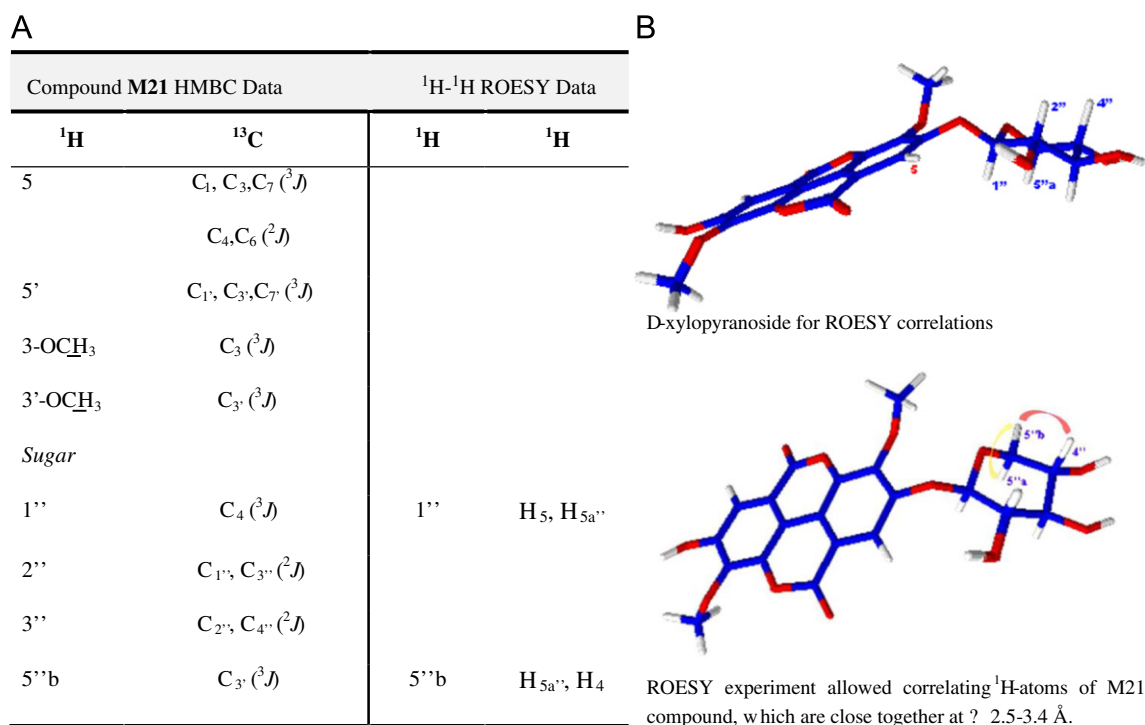 A
Compound M21 HMBC Data ¹H-¹H ROESY Data
¹H ¹³C ¹H ¹H
5 C₁, C₃,C₇ (³J)
C₄,C₆ (²J)
5’ C₁’, C₃’,C₇’ (³J)
3-OCH₃ C₃ (³J)
3’-OCH₃ C₃’ (³J)
Sugar
1’’ C₄ (³J) 1’’ H₅, H₅ₐ’’
2’’ C₁’’, C₃’’ (²J)
3’’ C₂’’, C₄’’ (²J)
5’’b C₃’ (³J) 5’’b H₅ₐ’’, H₄
B
2” 4”
5
1” 5”a
D-xylopyranoside for ROESY correlations
5”b
4”
5”a
ROESY experiment allowed correlating ¹H-atoms of M21
compound, which are close together at ? 2.5-3.4 Å.